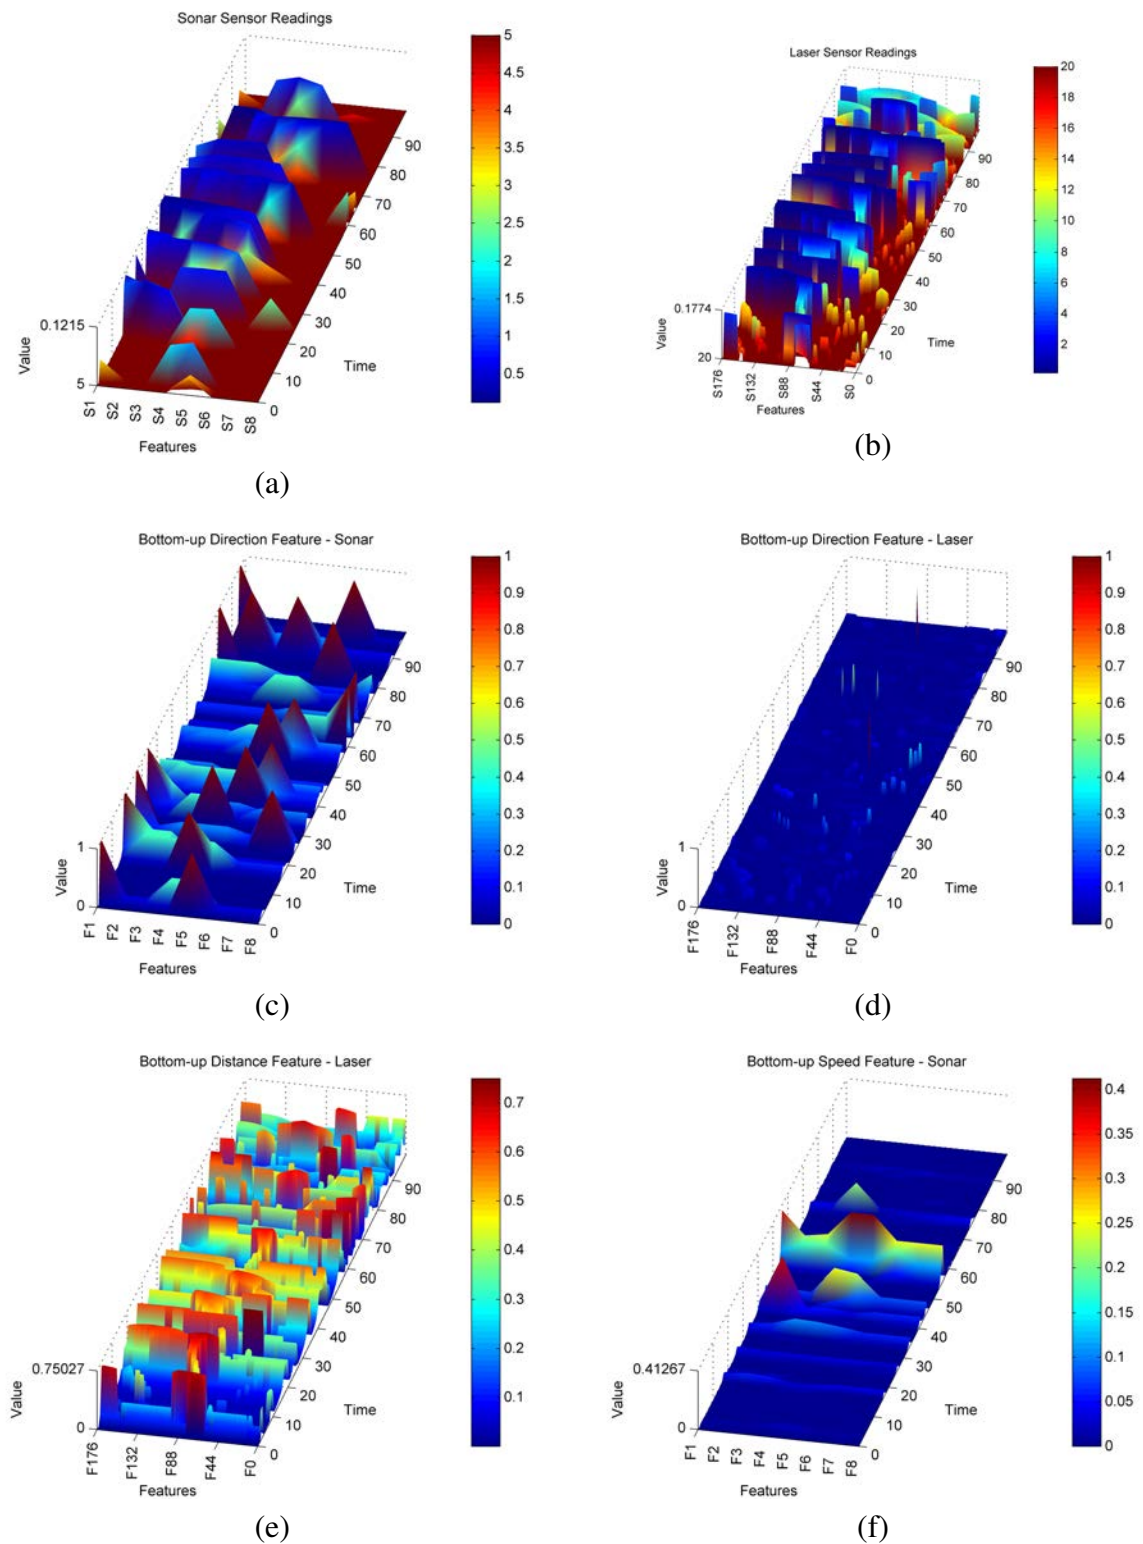 Sonar Sensor Readings
5
4.5
4
3.5
3
2.5
2
1.5
1
0.5
0.1215
5
Value
S1
S2
S3
S4
S5
S6
S7
S8
Features
0
10
20
30
40
50
60
70
80
90
Time
(a)
Laser Sensor Readings
20
18
16
14
12
10
8
6
4
2
0.1774
20
Value
S176
S132
S88
S44
S0
Features
0
10
20
30
40
50
60
70
80
90
Time
(b)
Bottom-up Direction Feature - Sonar
1
0.9
0.8
0.7
0.6
0.5
0.4
0.3
0.2
0.1
0
1
0
Value
F1
F2
F3
F4
F5
F6
F7
F8
Features
0
10
20
30
40
50
60
70
80
90
Time
(c)
Bottom-up Direction Feature - Laser
1
0.9
0.8
0.7
0.6
0.5
0.4
0.3
0.2
0.1
0
1
0
Value
F176
F132
F88
F44
F0
Features
0
10
20
30
40
50
60
70
80
90
Time
(d)
Bottom-up Distance Feature - Laser
0.7
0.6
0.5
0.4
0.3
0.2
0.1
0.75027
0
Value
F176
F132
F88
F44
F0
Features
0
10
20
30
40
50
60
70
80
90
Time
(e)
Bottom-up Speed Feature - Sonar
0.4
0.35
0.3
0.25
0.2
0.15
0.1
0.05
0
0.41267
0
Value
F1
F2
F3
F4
F5
F6
F7
F8
Features
0
10
20
30
40
50
60
70
80
90
Time
(f)